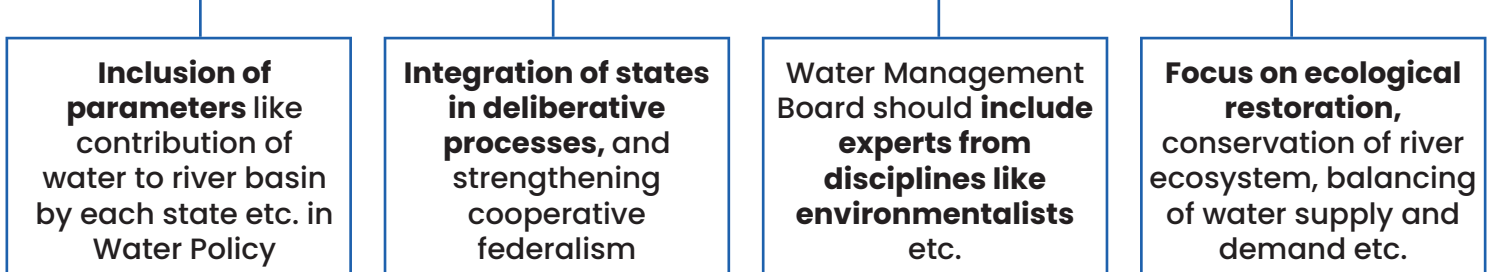 Inclusion of
parameters like
contribution of
water to river basin
by each state etc. in
Water Policy
Integration of states
in deliberative
processes, and
strengthening
cooperative
federalism
Water Management
Board should include
experts from
disciplines like
environmentalists
etc.
Focus on ecological
restoration,
conservation of river
ecosystem, balancing
of water supply and
demand etc.